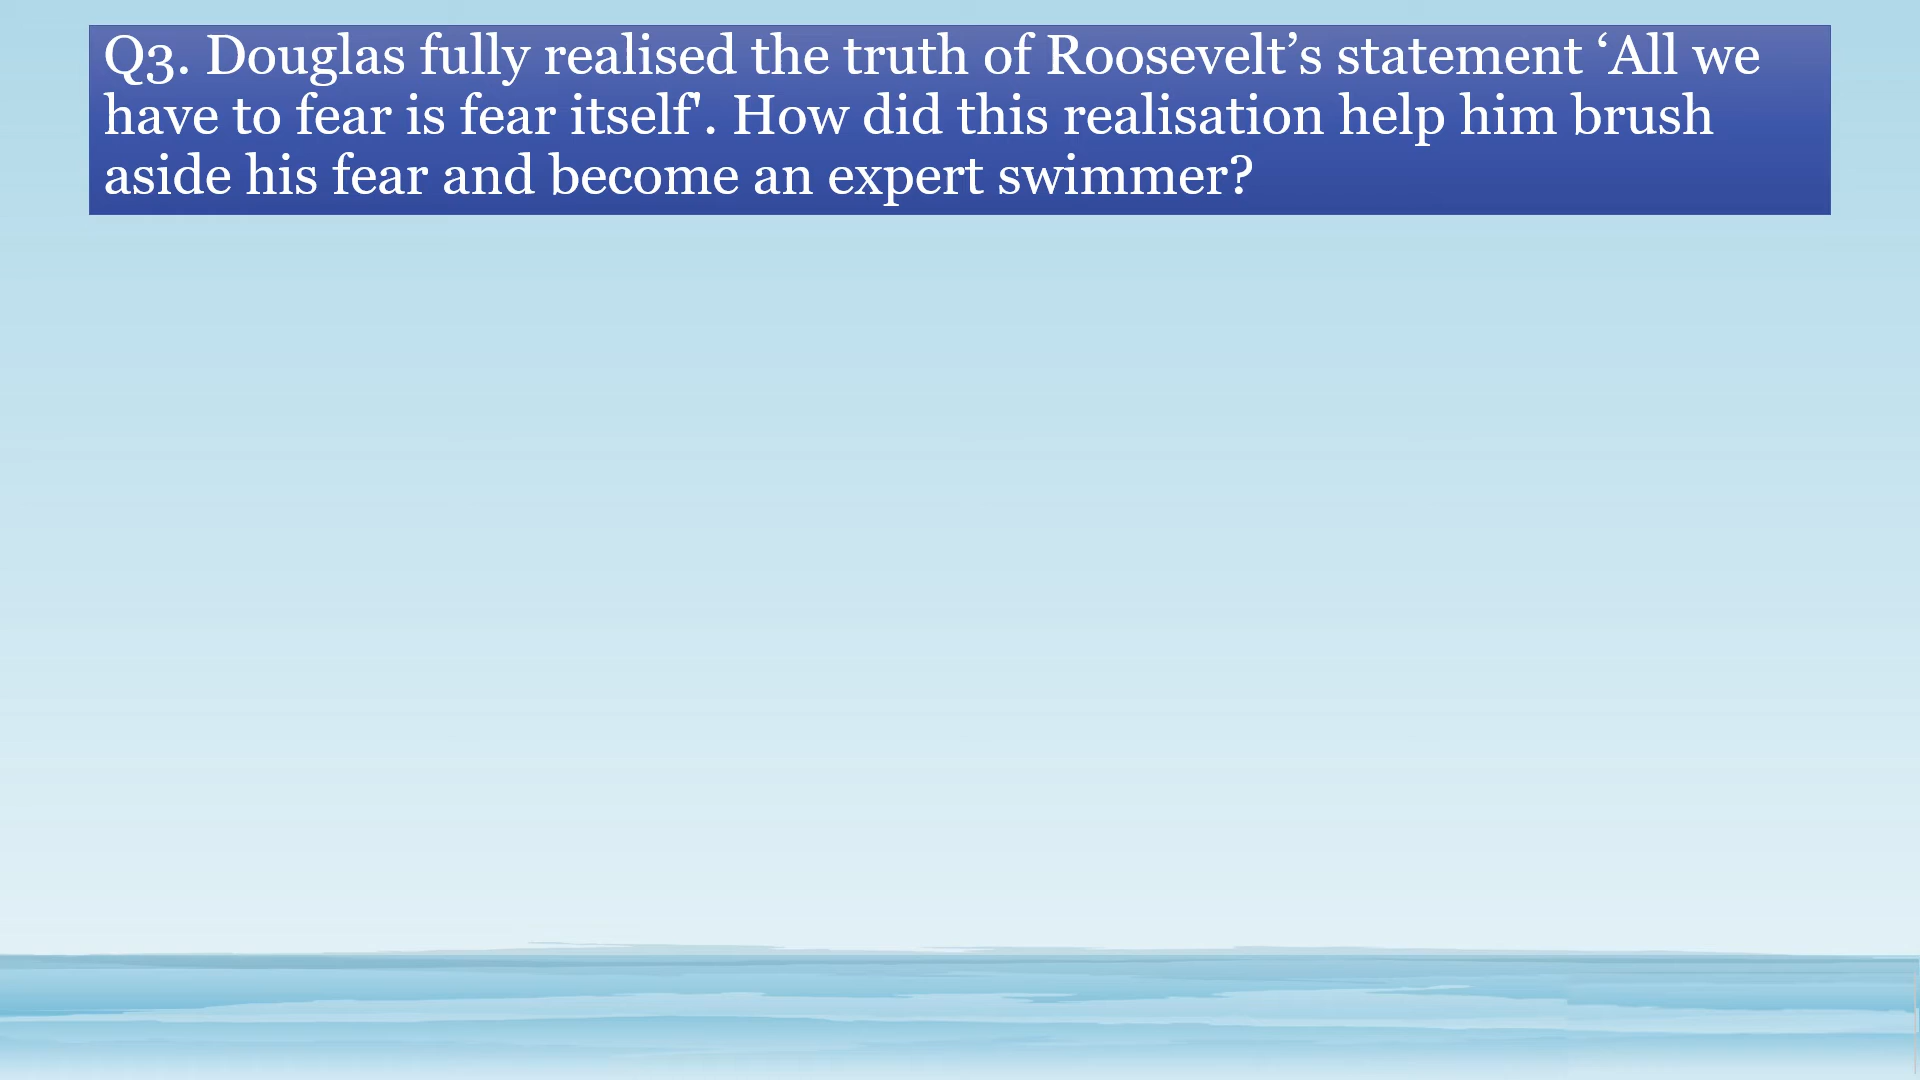 Q3. Douglas fully realised the truth of Roosevelt’s statement ‘All we
have to fear is fear itself'. How did this realisation help him brush
aside his fear and become an expert swimmer?